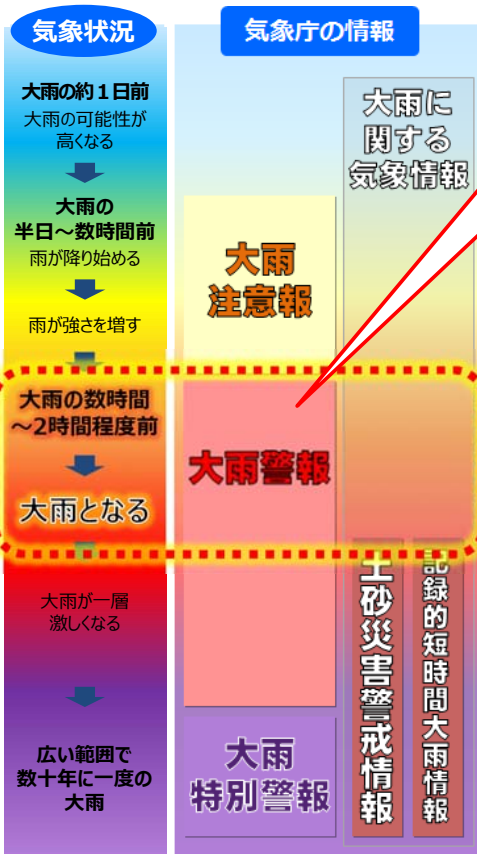 気象状況
大雨の約１日前
大雨の可能性が
高くなる
大雨の
半日～数時間前
雨が降り始める
雨が強さを増す
大雨の数時間
～2時間程度前
大雨となる
大雨が一層
激しくなる
広い範囲で
数十年に一度の
大雨
気象庁の情報
大雨に
関する
気象情報
大雨
注意報
大雨警報
土砂災害警戒情報
記録的短時間大雨情報
大雨
特別警報